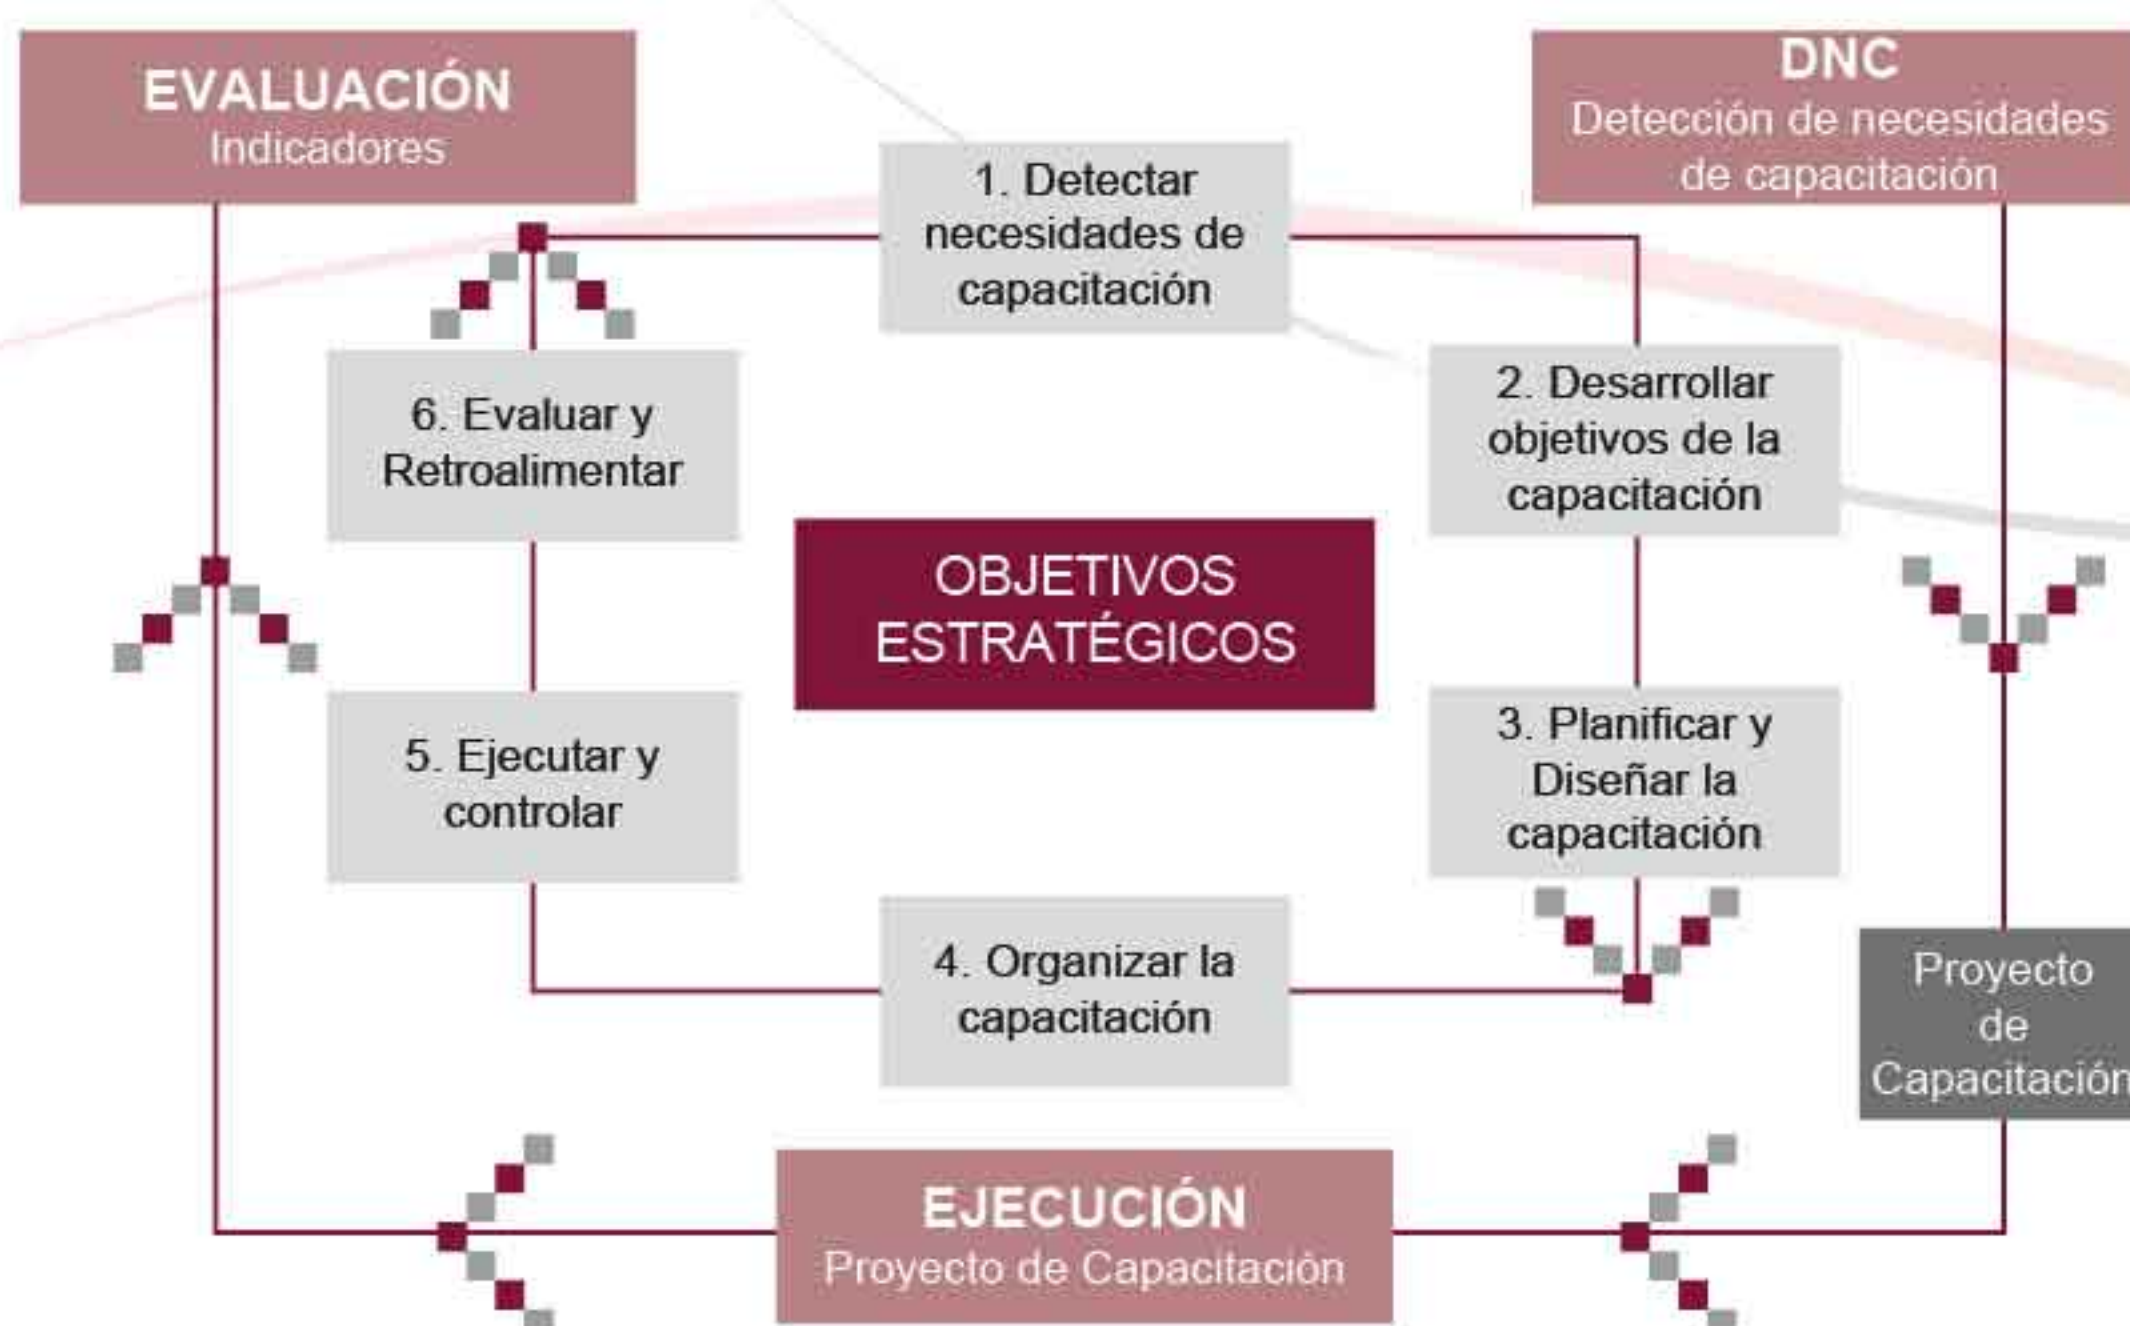 EVALUACIÓN
Indicadores
DNC
Detección de necesidades
de capacitación
1. Detectar
necesidades de
capacitación
2. Desarrollar
objetivos de la
capacitación
6. Evaluar y
Retroalimentar
OBJETIVOS
ESTRATÉGICOS
3. Planificar y
Diseñar la
capacitación
5. Ejecutar y
controlar
4. Organizar la
capacitación
Proyecto
de
Capacitación
EJECUCIÓN
Proyecto de Capacitación